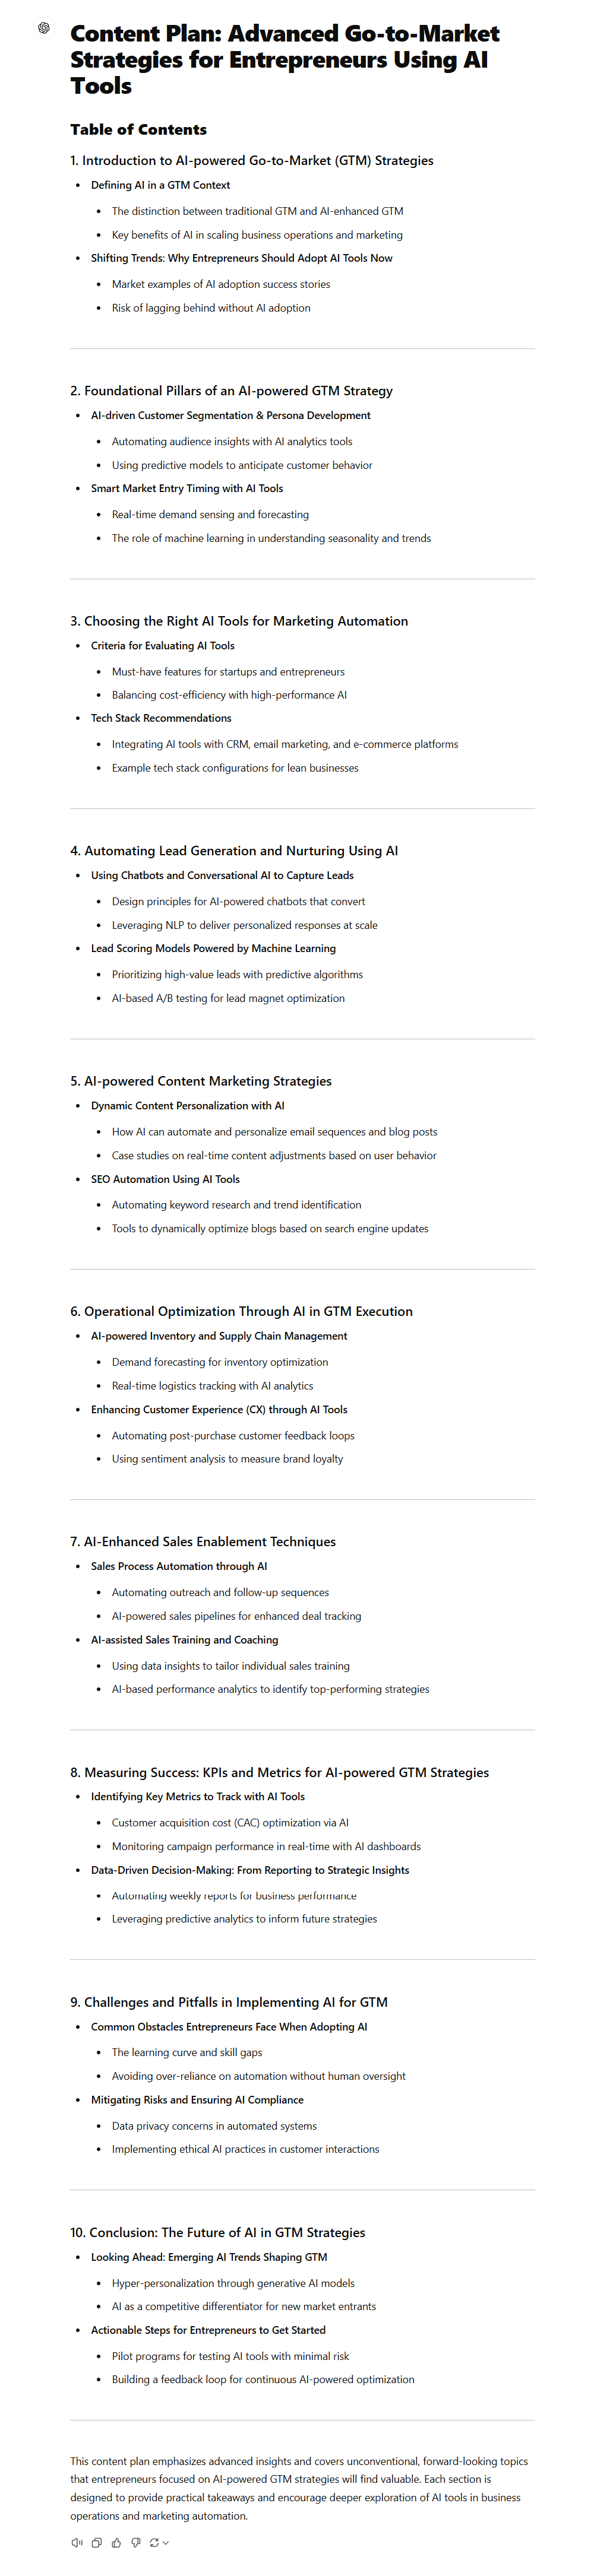 Content Plan: Advanced Go-to-Market
Strategies for Entrepreneurs Using AI
Tools
Table of Contents
1. Introduction to AI-powered Go-to-Market (GTM) Strategies
• Defining AI in a GTM Context
• The distinction between traditional GTM and AI-enhanced GTM
• Key benefits of AI in scaling business operations and marketing
• Shifting Trends: Why Entrepreneurs Should Adopt AI Tools Now
• Market examples of AI adoption success stories
• Risk of lagging behind without AI adoption
2. Foundational Pillars of an AI-powered GTM Strategy
• AI-driven Customer Segmentation & Persona Development
• Automating audience insights with AI analytics tools
• Using predictive models to anticipate customer behavior
• Smart Market Entry Timing with AI Tools
• Real-time demand sensing and forecasting
• The role of machine learning in understanding seasonality and trends
3. Choosing the Right AI Tools for Marketing Automation
• Criteria for Evaluating AI Tools
• Must-have features for startups and entrepreneurs
• Balancing cost-efficiency with high-performance AI
• Tech Stack Recommendations
• Integrating AI tools with CRM, email marketing, and e-commerce platforms
• Example tech stack configurations for lean businesses
4. Automating Lead Generation and Nurturing Using AI
• Using Chatbots and Conversational AI to Capture Leads
• Design principles for AI-powered chatbots that convert
• Leveraging NLP to deliver personalized responses at scale
• Lead Scoring Models Powered by Machine Learning
• Prioritizing high-value leads with predictive algorithms
• AI-based A/B testing for lead magnet optimization
5. AI-powered Content Marketing Strategies
• Dynamic Content Personalization with AI
• How AI can automate and personalize email sequences and blog posts
• Case studies on real-time content adjustments based on user behavior
• SEO Automation Using AI Tools
• Automating keyword research and trend identification
• Tools to dynamically optimize blogs based on search engine updates
6. Operational Optimization Through AI in GTM Execution
• AI-powered Inventory and Supply Chain Management
• Demand forecasting for inventory optimization
• Real-time logistics tracking with AI analytics
• Enhancing Customer Experience (CX) through AI Tools
• Automating post-purchase customer feedback loops
• Using sentiment analysis to measure brand loyalty
7. AI-Enhanced Sales Enablement Techniques
• Sales Process Automation through AI
• Automating outreach and follow-up sequences
• AI-powered sales pipelines for enhanced deal tracking
• AI-assisted Sales Training and Coaching
• Using data insights to tailor individual sales training
• AI-based performance analytics to identify top-performing strategies
8. Measuring Success: KPIs and Metrics for AI-powered GTM Strategies
• Identifying Key Metrics to Track with AI Tools
• Customer acquisition cost (CAC) optimization via AI
• Monitoring campaign performance in real-time with AI dashboards
• Data-Driven Decision-Making: From Reporting to Strategic Insights
• Automating weekly reports for business performance
• Leveraging predictive analytics to inform future strategies
9. Challenges and Pitfalls in Implementing AI for GTM
• Common Obstacles Entrepreneurs Face When Adopting AI
• The learning curve and skill gaps
• Avoiding over-reliance on automation without human oversight
• Mitigating Risks and Ensuring AI Compliance
• Data privacy concerns in automated systems
• Implementing ethical AI practices in customer interactions
10. Conclusion: The Future of AI in GTM Strategies
• Looking Ahead: Emerging AI Trends Shaping GTM
• Hyper-personalization through generative AI models
• AI as a competitive differentiator for new market entrants
• Actionable Steps for Entrepreneurs to Get Started
• Pilot programs for testing AI tools with minimal risk
• Building a feedback loop for continuous AI-powered optimization
This content plan emphasizes advanced insights and covers unconventional, forward-looking topics
that entrepreneurs focused on AI-powered GTM strategies will find valuable. Each section is
designed to provide practical takeaways and encourage deeper exploration of AI tools in business
operations and marketing automation.